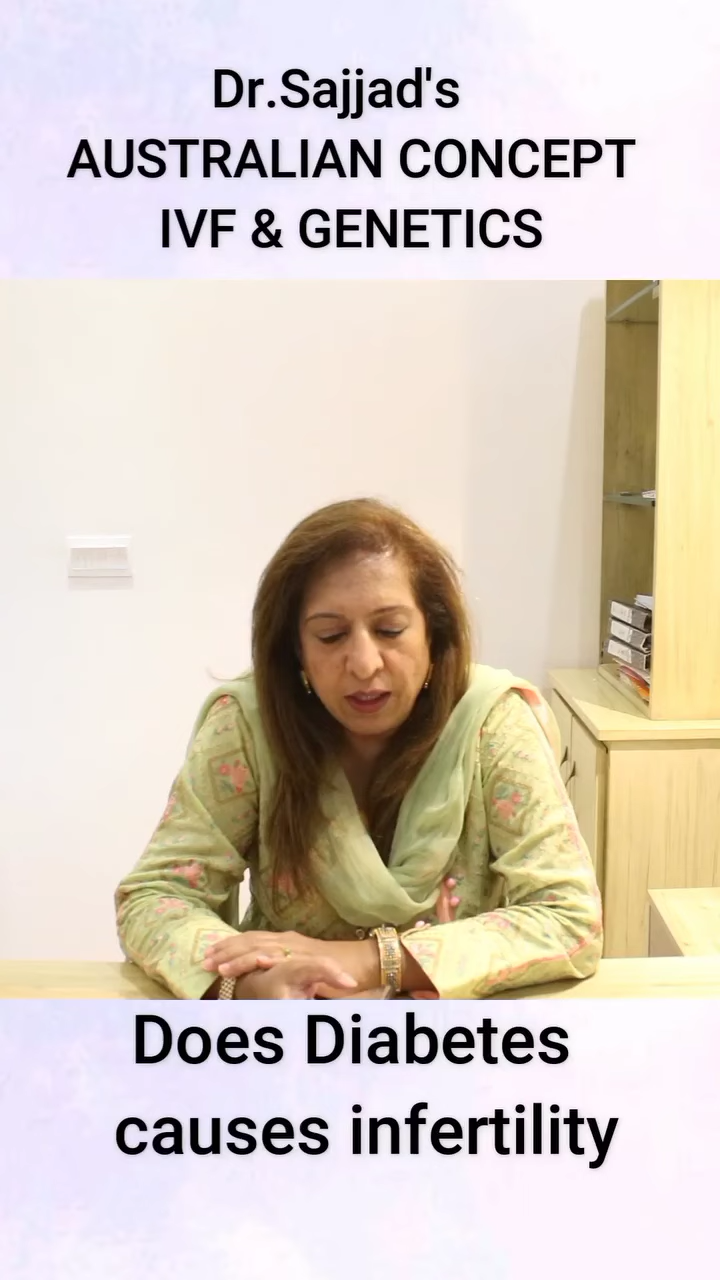 Dr.Sajjad's
AUSTRALIAN CONCEPT
IVF & GENETICS
Does Diabetes
causes infertility